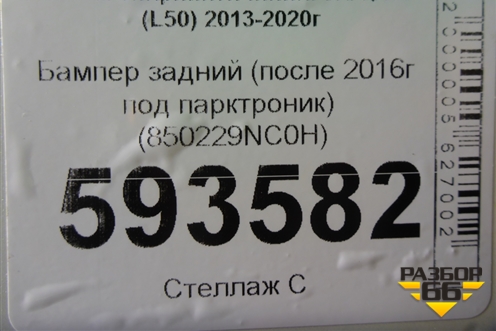 (L50) 2013-2020г
Бампер задний (после 2016г
под парктроник)
(850229NC0H)
593582
Стеллаж С
2000005627002
РАЗБОР
66